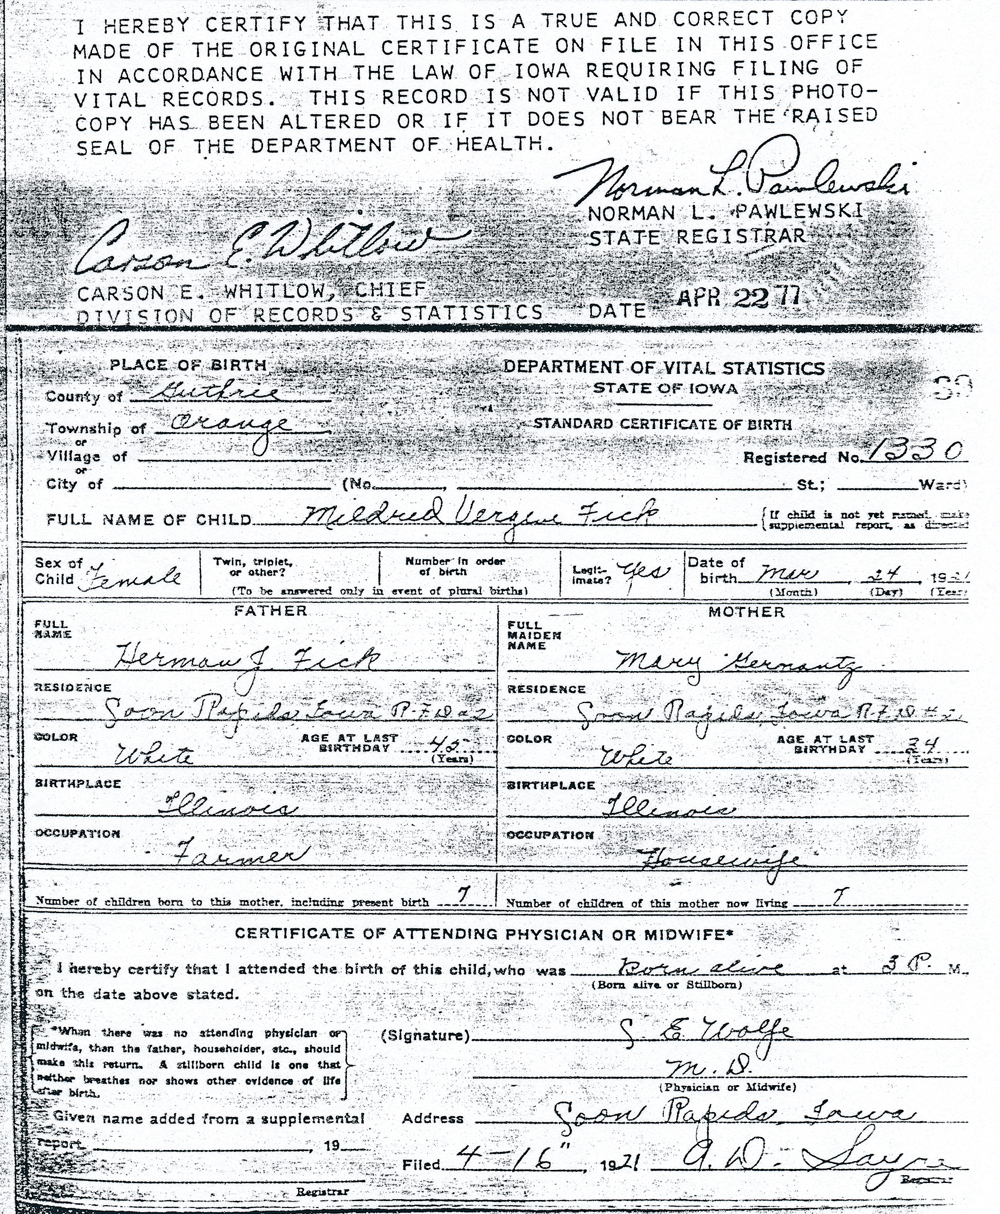 I HEREBY CERTIFY THAT THIS IS A TRUE AND CORRECT COPY
MADE OF THE ORIGINAL CERTIFICATE ON FILE IN THIS OFFICE
IN ACCORDANCE WITH THE LAW OF IOWA REQUIRING FILING OF
VITAL RECORDS. THIS RECORD IS NOT VALID IF THIS PHOTO-
COPY HAS BEEN ALTERED OR IF IT DOES NOT BEAR THE RAISED
SEAL OF THE DEPARTMENT OF HEALTH.
Norman L. Pawlewski
NORMAN L. PAWLEWSKI
STATE REGISTRAR
Carson E. Whitlow
CARSON E. WHITLOW, CHIEF
DIVISION OF RECORDS & STATISTICS DATE APR 22 77
PLACE OF BIRTH
DEPARTMENT OF VITAL STATISTICS
STATE OF IOWA
County of Guthrie
STANDARD CERTIFICATE OF BIRTH
Township of Orange
or
Village of
or
Registered No. 1330
City of (No. , St.; Ward)
FULL NAME OF CHILD Mildred Vergene Fick
{If child is not yet named, make
supplemental report, as directed
Sex of Child Female
Twin, triplet, or other?
Number in order of birth
(To be answered only in event of plural births)
Legit-imate? Yes
Date of birth Mar, 24, 1921
(Month) (Day) (Year)
FATHER
FULL NAME
Herman J. Fick
RESIDENCE
Coon Rapids Iowa R.F.D #2
COLOR White AGE AT LAST BIRTHDAY 45 (Years)
BIRTHPLACE
Illinois
OCCUPATION
Farmer
MOTHER
FULL MAIDEN NAME
Mary Gernantz
RESIDENCE
Coon Rapids, Iowa R.F.D #2
COLOR White AGE AT LAST BIRTHDAY 34 (Years)
BIRTHPLACE
Illinois
OCCUPATION
Housewife
Number of children born to this mother, including present birth 7
Number of children of this mother now living 7
CERTIFICATE OF ATTENDING PHYSICIAN OR MIDWIFE*
I hereby certify that I attended the birth of this child, who was Born alive at 3 P. M.
(Born alive or Stillborn)
on the date above stated.
*When there was no attending physician or
midwife, then the father, householder, etc., should
make this return. A stillborn child is one that
neither breathes nor shows other evidence of life
after birth.
(Signature) S. E. Wolfe
M. D.
(Physician or Midwife)
Given name added from a supplemental
report , 19
Registrar
Address Coon Rapids, Iowa
Filed 4-16", 1921 A. W. Sayre